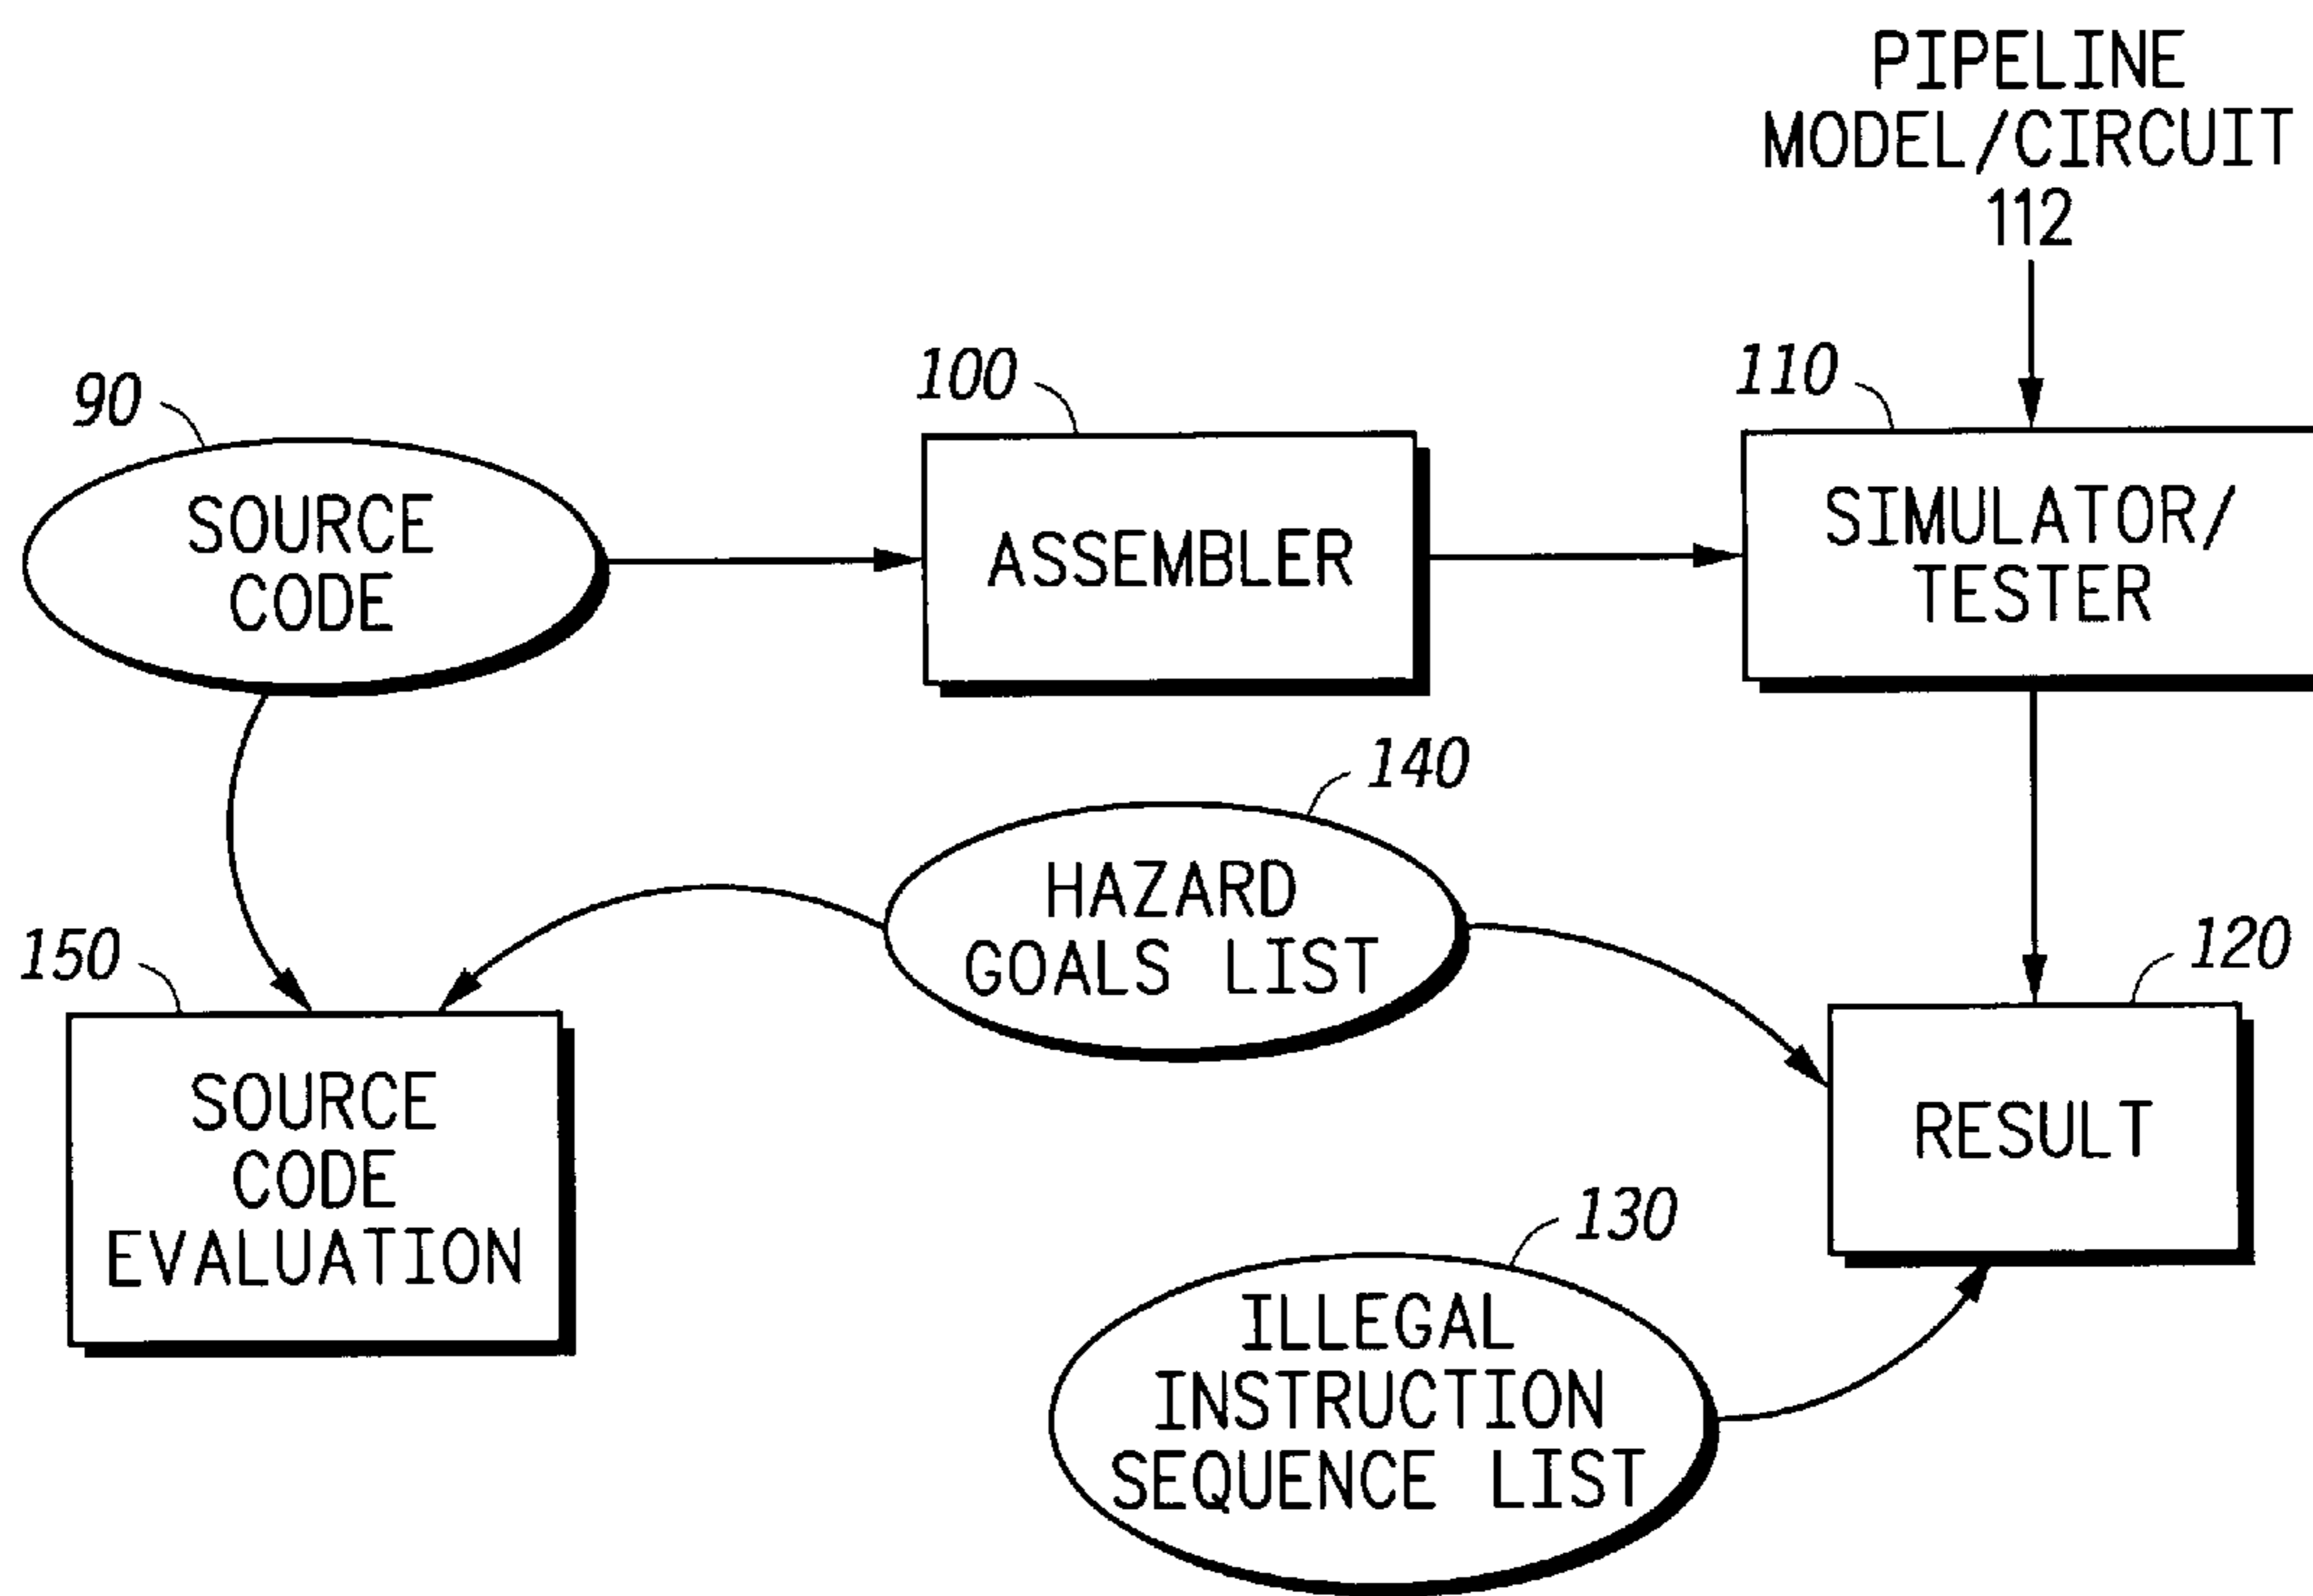 PIPELINE
MODEL/CIRCUIT
112
90
SOURCE
CODE
100
ASSEMBLER
110
SIMULATOR/
TESTER
140
HAZARD
GOALS LIST
150
SOURCE
CODE
EVALUATION
120
RESULT
130
ILLEGAL
INSTRUCTION
SEQUENCE LIST